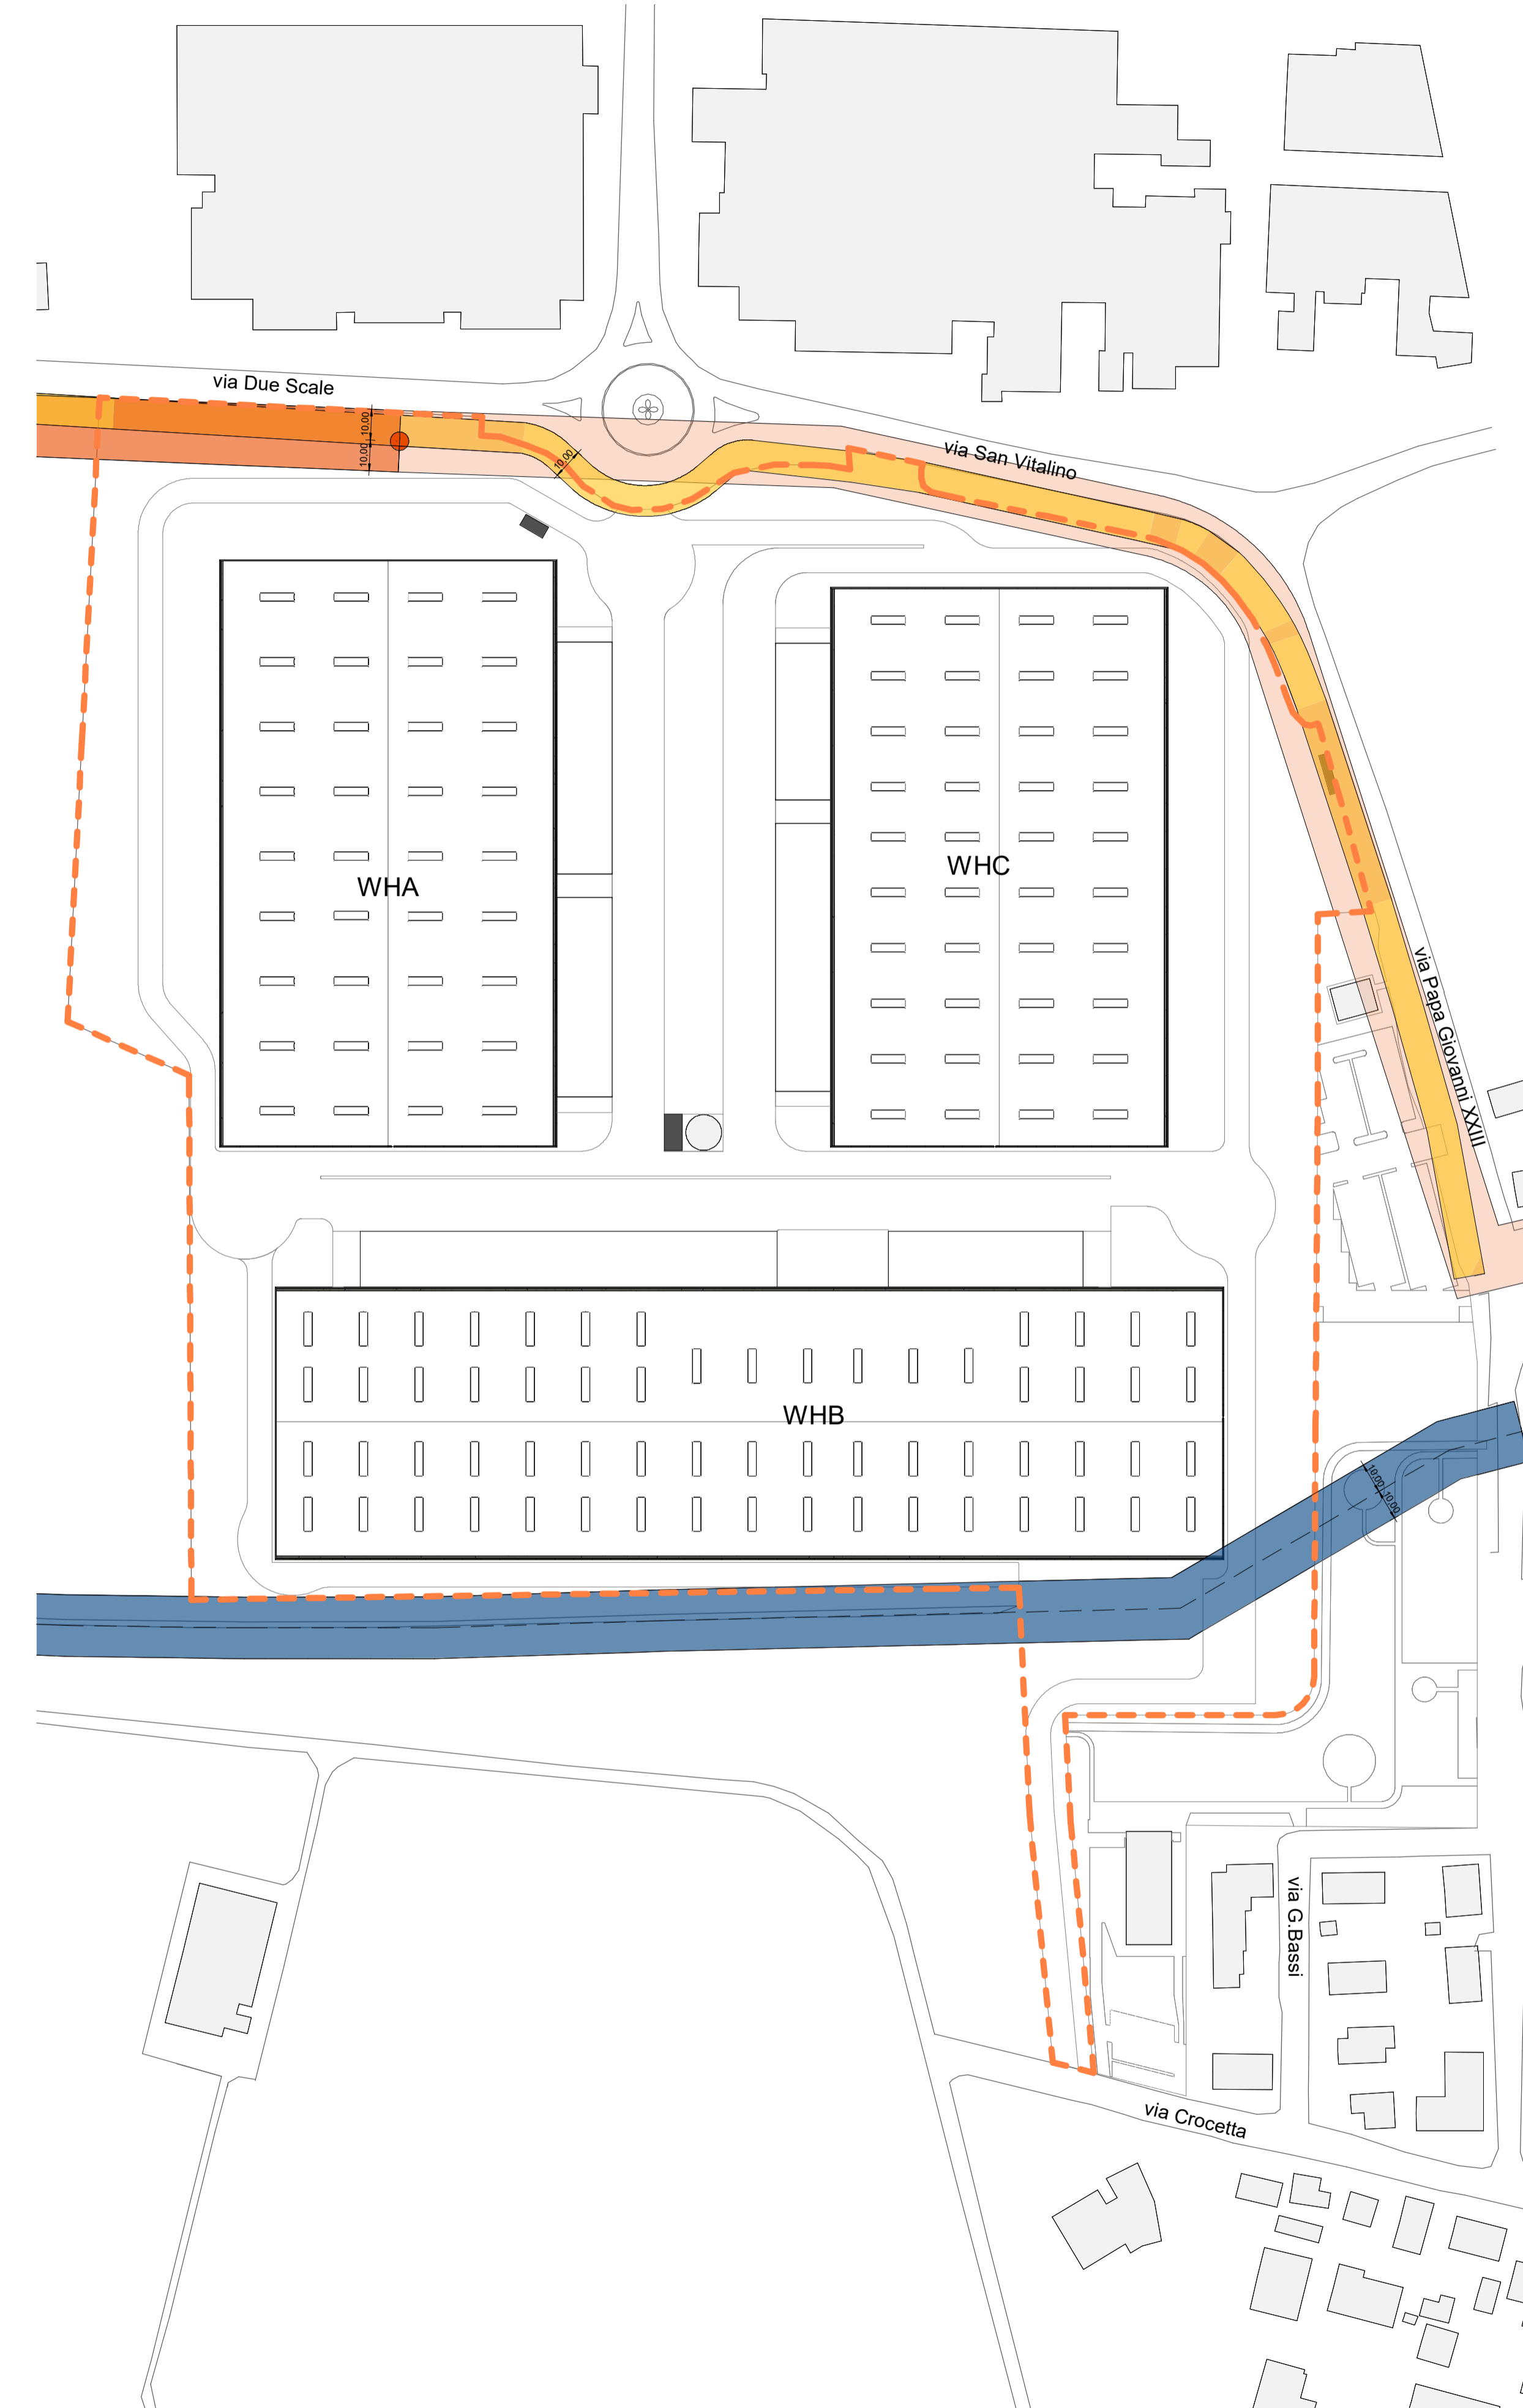 via Due Scale
10.00
10.00
10.00
via San Vitalino
WHA
WHC
via Papa Giovanni XXIII
WHB
10.00
10.00
via G.Bassi
via Crocetta